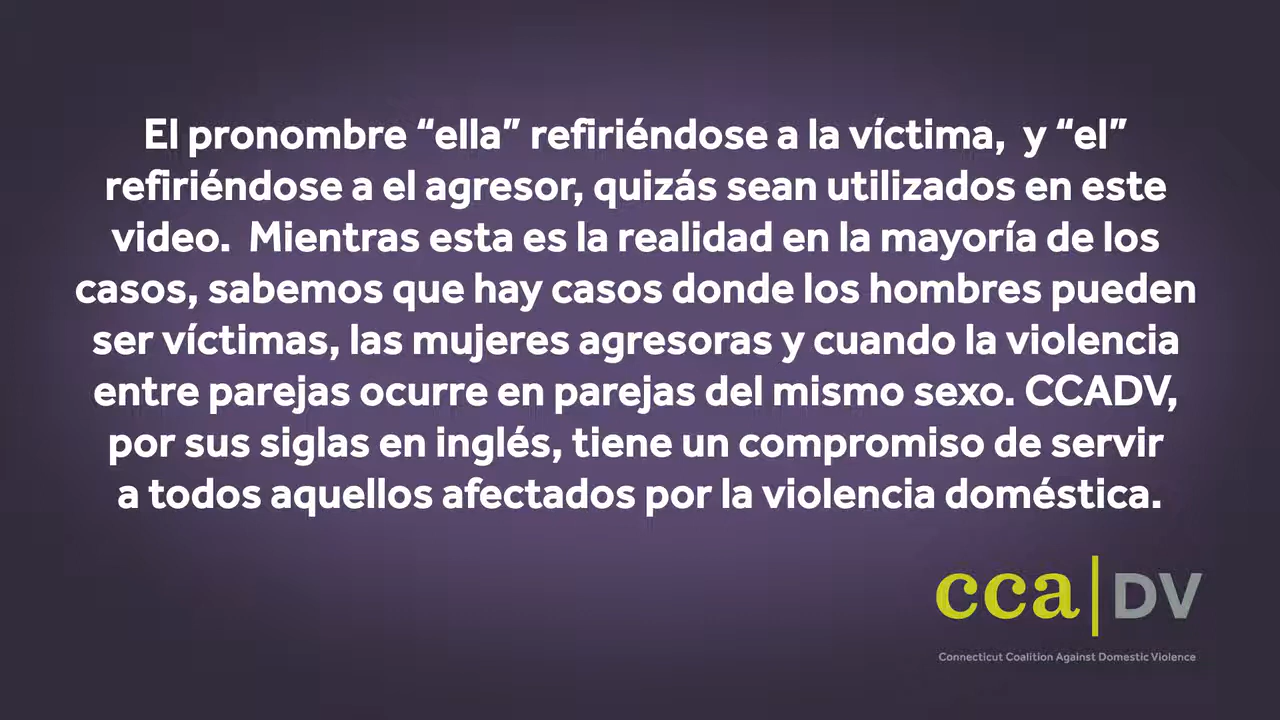 El pronombre “ella” refiriéndose a la víctima,  y “el”
refiriéndose a el agresor, quizás sean utilizados en este
video.  Mientras esta es la realidad en la mayoría de los
casos, sabemos que hay casos donde los hombres pueden
ser víctimas, las mujeres agresoras y cuando la violencia
entre parejas ocurre en parejas del mismo sexo. CCADV,
por sus siglas en inglés, tiene un compromiso de servir
a todos aquellos afectados por la violencia doméstica.
cca|DV
Connecticut Coalition Against Domestic Violence